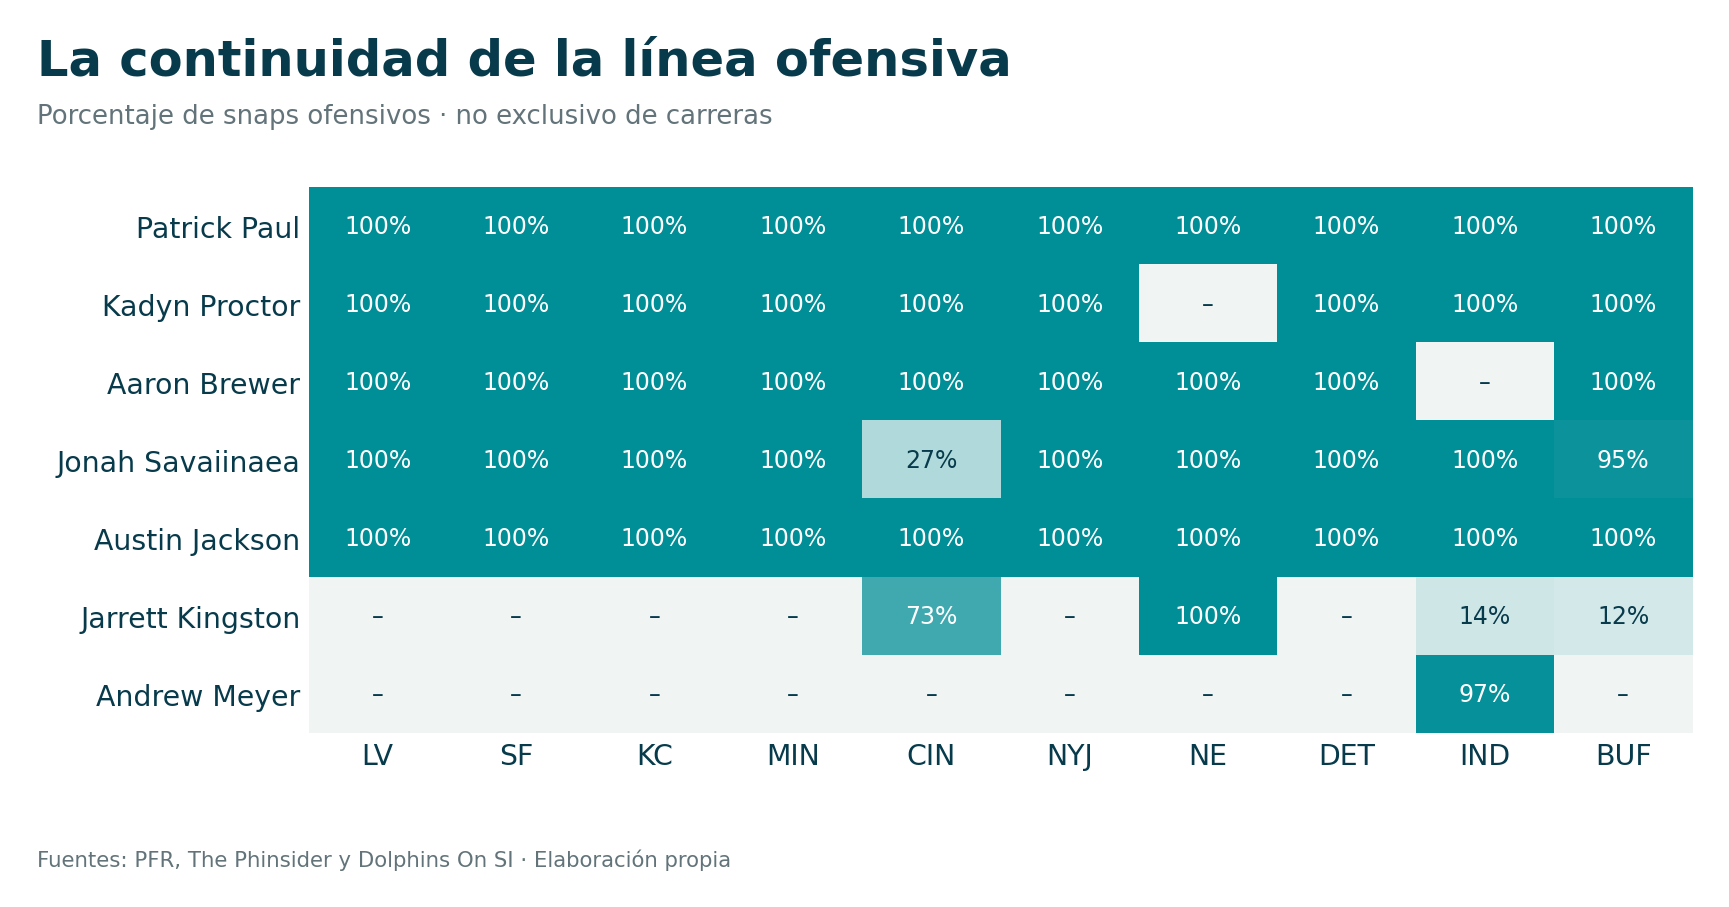 La continuidad de la línea ofensiva
Porcentaje de snaps ofensivos · no exclusivo de carreras
Patrick Paul 100% 100% 100% 100% 100% 100% 100% 100% 100% 100%
Kadyn Proctor 100% 100% 100% 100% 100% 100% – 100% 100% 100%
Aaron Brewer 100% 100% 100% 100% 100% 100% 100% 100% – 100%
Jonah Savaiinaea 100% 100% 100% 100% 27% 100% 100% 100% 100% 95%
Austin Jackson 100% 100% 100% 100% 100% 100% 100% 100% 100% 100%
Jarrett Kingston – – – – 73% – 100% – 14% 12%
Andrew Meyer – – – – – – – – 97% –
LV SF KC MIN CIN NYJ NE DET IND BUF
Fuentes: PFR, The Phinsider y Dolphins On SI · Elaboración propia